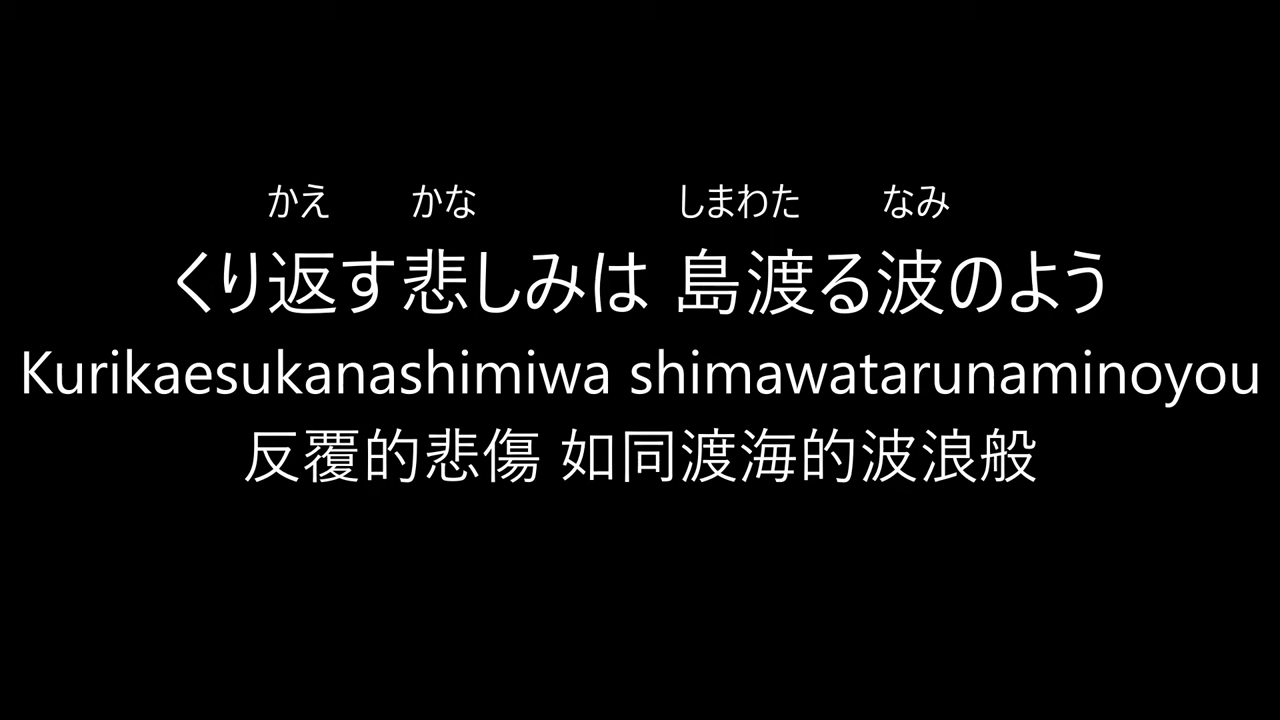 かえ かな しまわた なみ
くり返す悲しみは 島渡る波のよう
Kurikaesukanashimiwa shimawatarunaminoyou
反覆的悲傷 如同渡海的波浪般